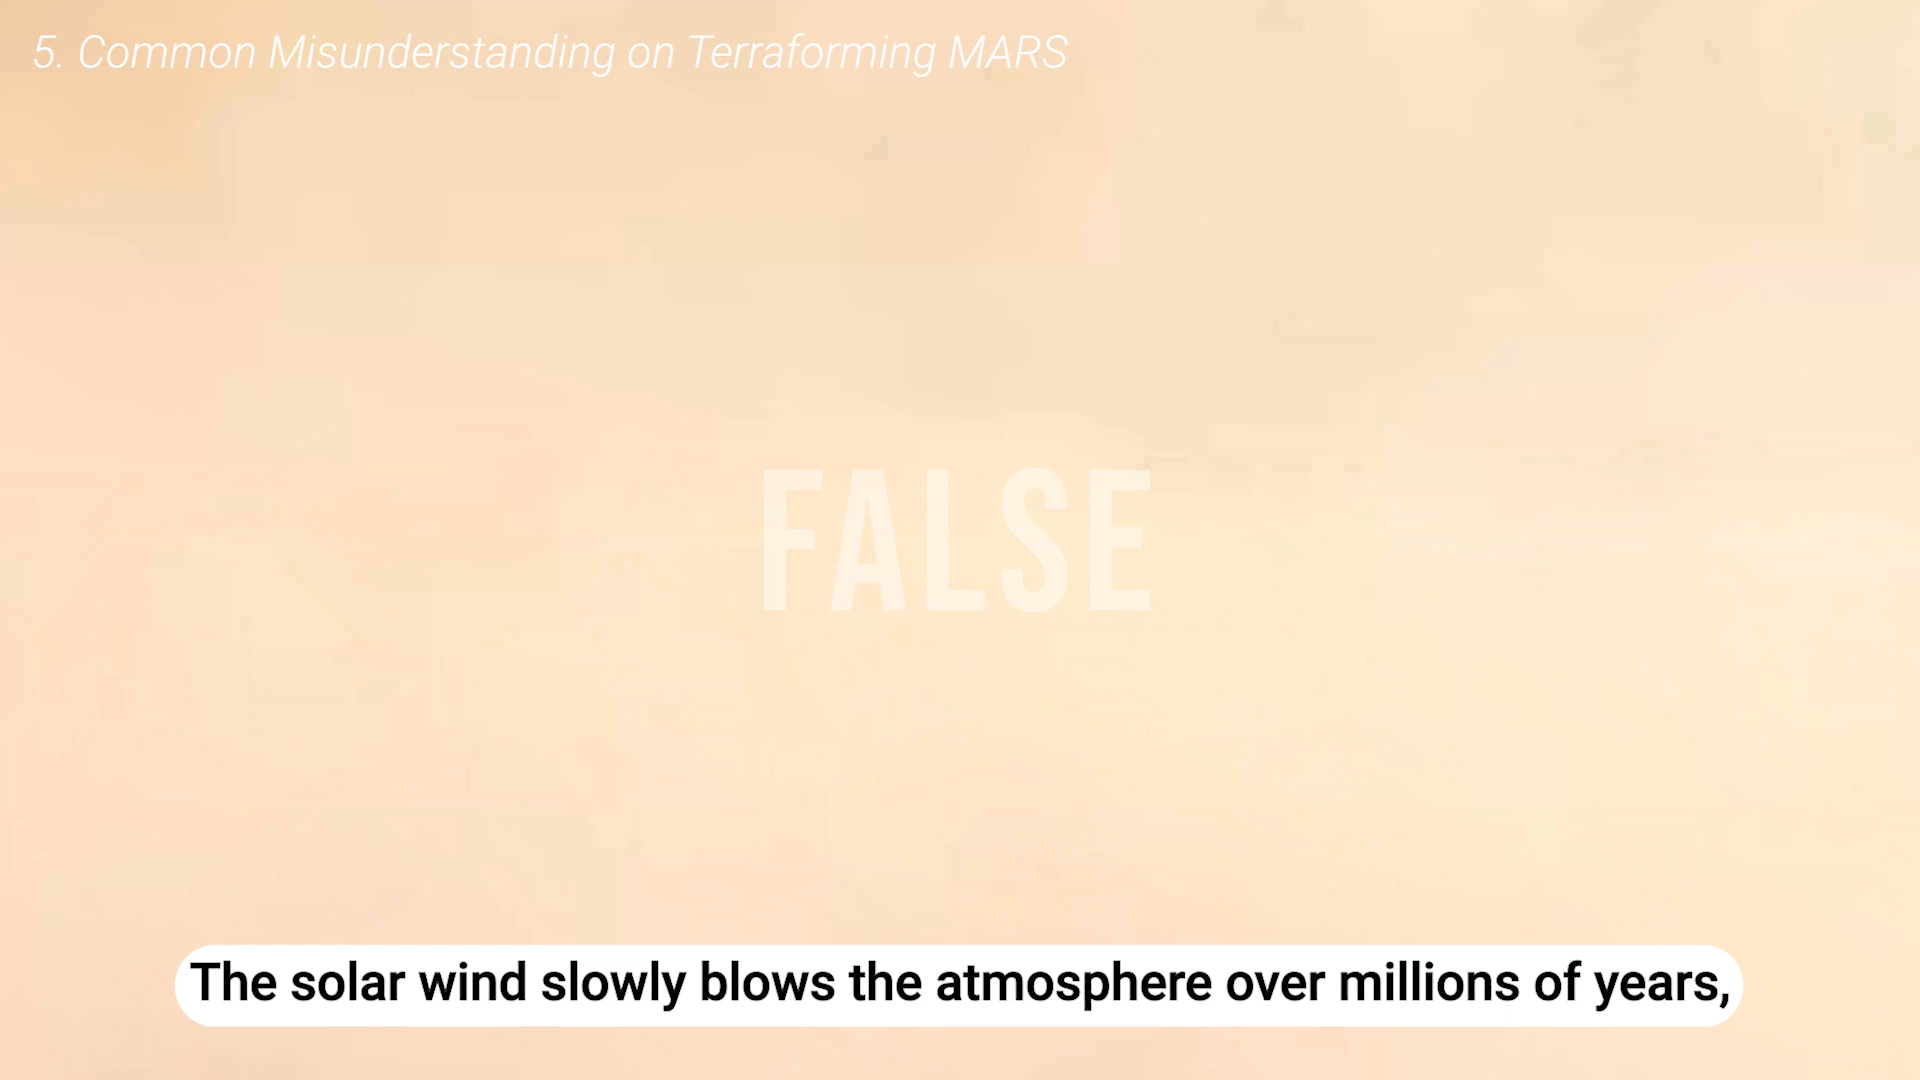 5. Common Misunderstanding on Terraforming MARS
FALSE
The solar wind slowly blows the atmosphere over millions of years,